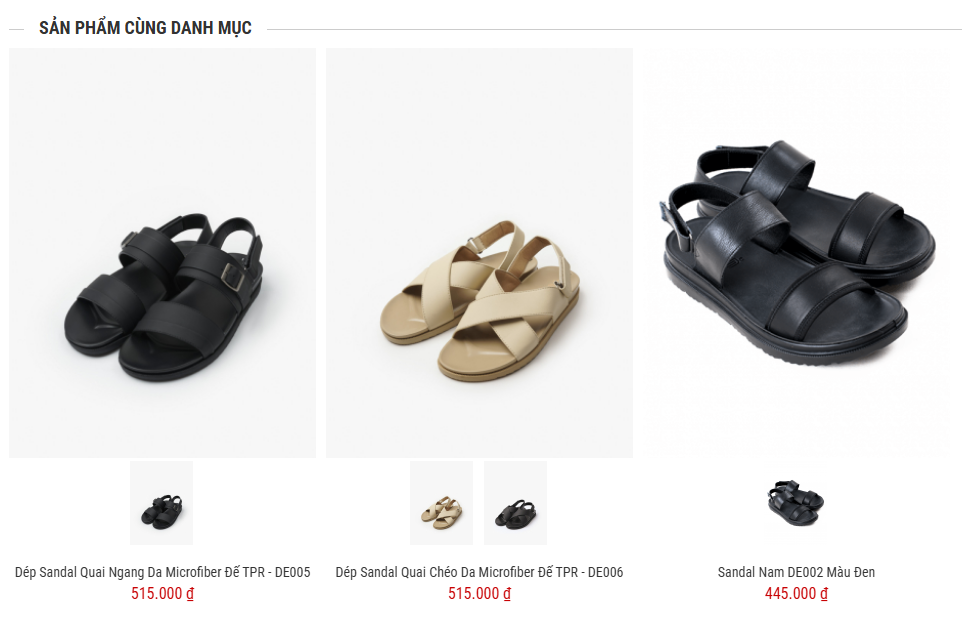 SẢN PHẨM CÙNG DANH MỤC
Dép Sandal Quai Ngang Da Microfiber Đế TPR - DE005
515.000 ₫
Dép Sandal Quai Chéo Da Microfiber Đế TPR - DE006
515.000 ₫
Sandal Nam DE002 Màu Đen
445.000 ₫